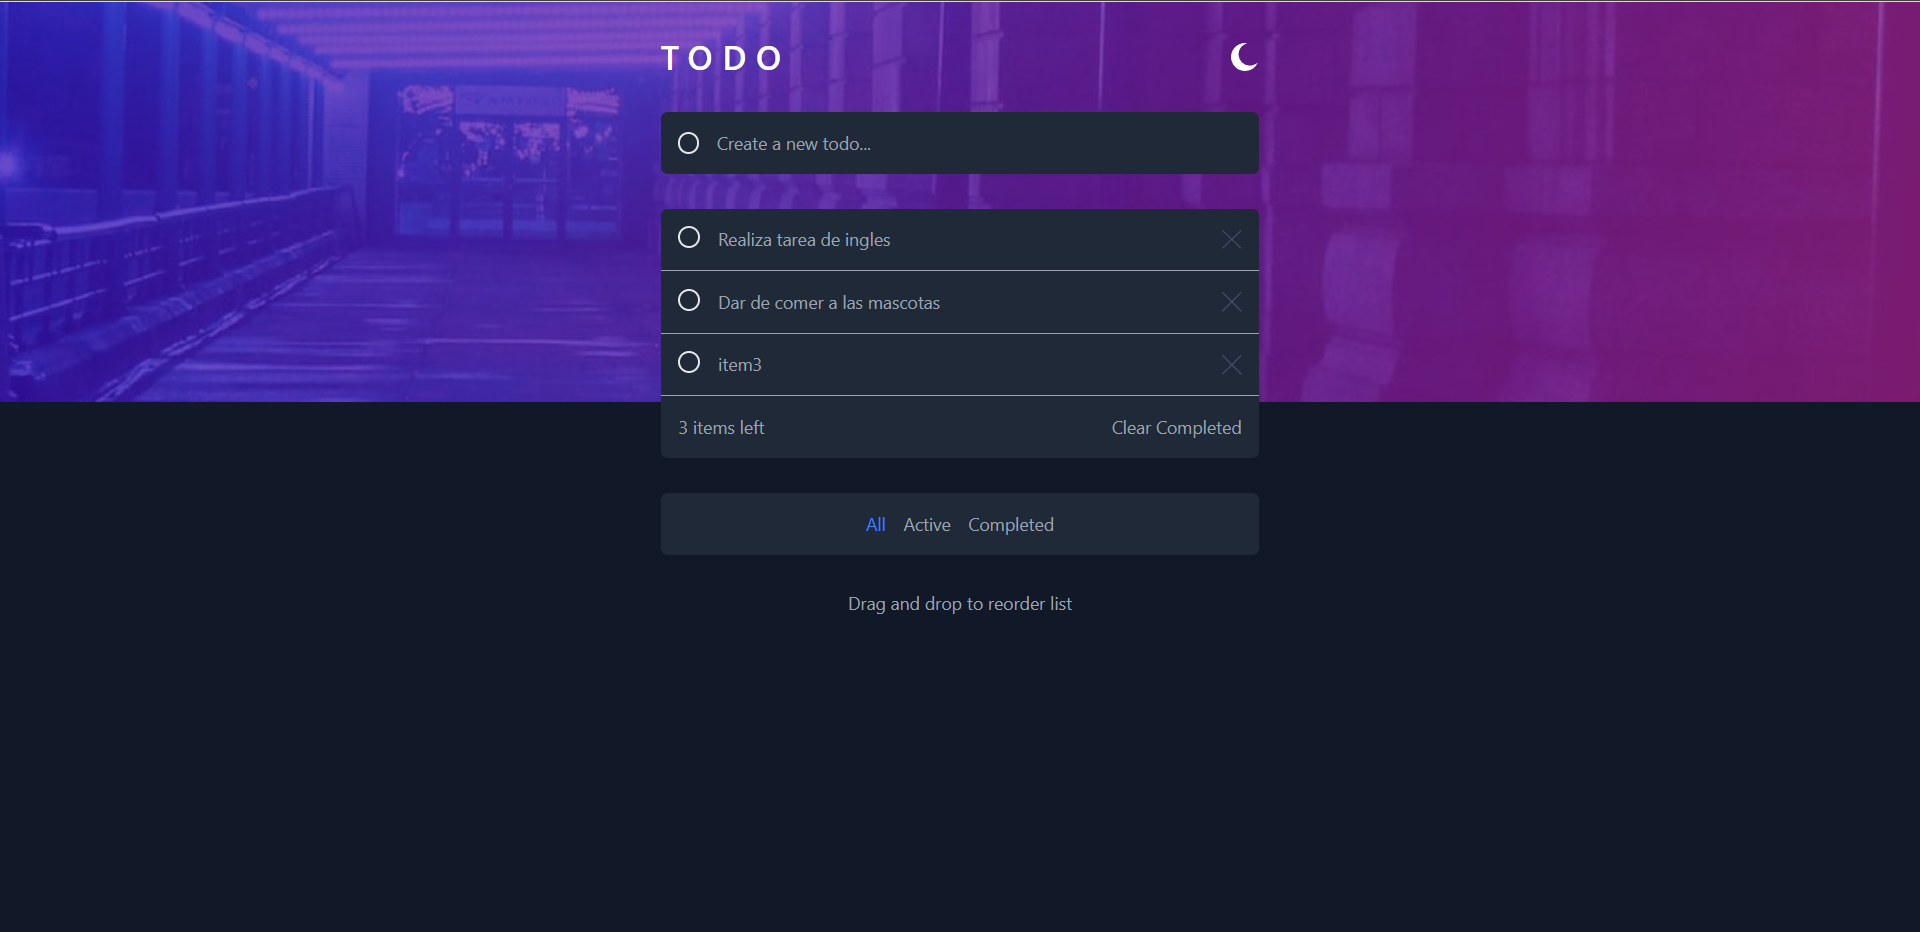 TODO
Create a new todo...
Realiza tarea de ingles
Dar de comer a las mascotas
item3
3 items left Clear Completed
All Active Completed
Drag and drop to reorder list